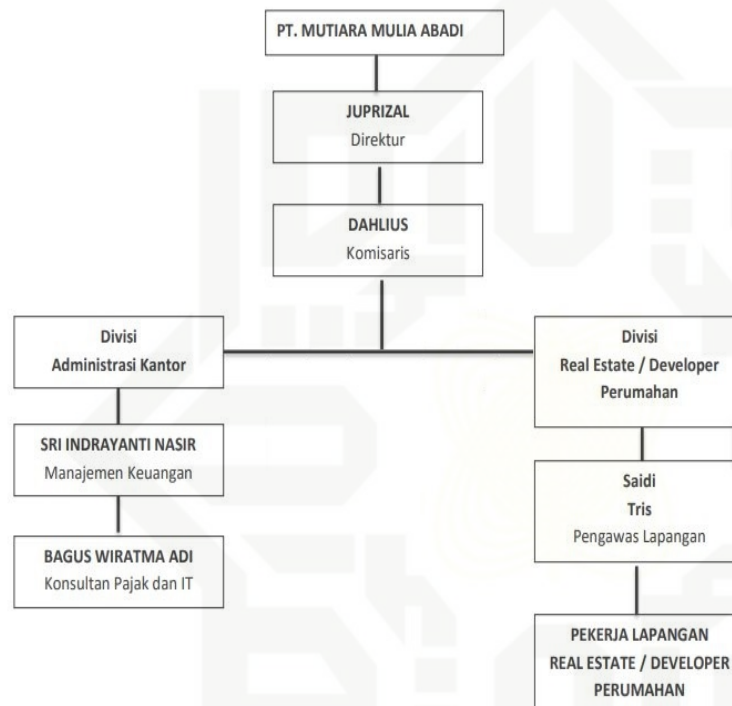 PT. MUTIARA MULIA ABADI
JUPRIZAL
Direktur
DAHLIUS
Komisaris
Divisi
Administrasi Kantor
SRI INDRAYANTI NASIR
Manajemen Keuangan
BAGUS WIRATMA ADI
Konsultan Pajak dan IT
Divisi
Real Estate / Developer
Perumahan
Saidi
Tris
Pengawas Lapangan
PEKERJA LAPANGAN
REAL ESTATE / DEVELOPER
PERUMAHAN